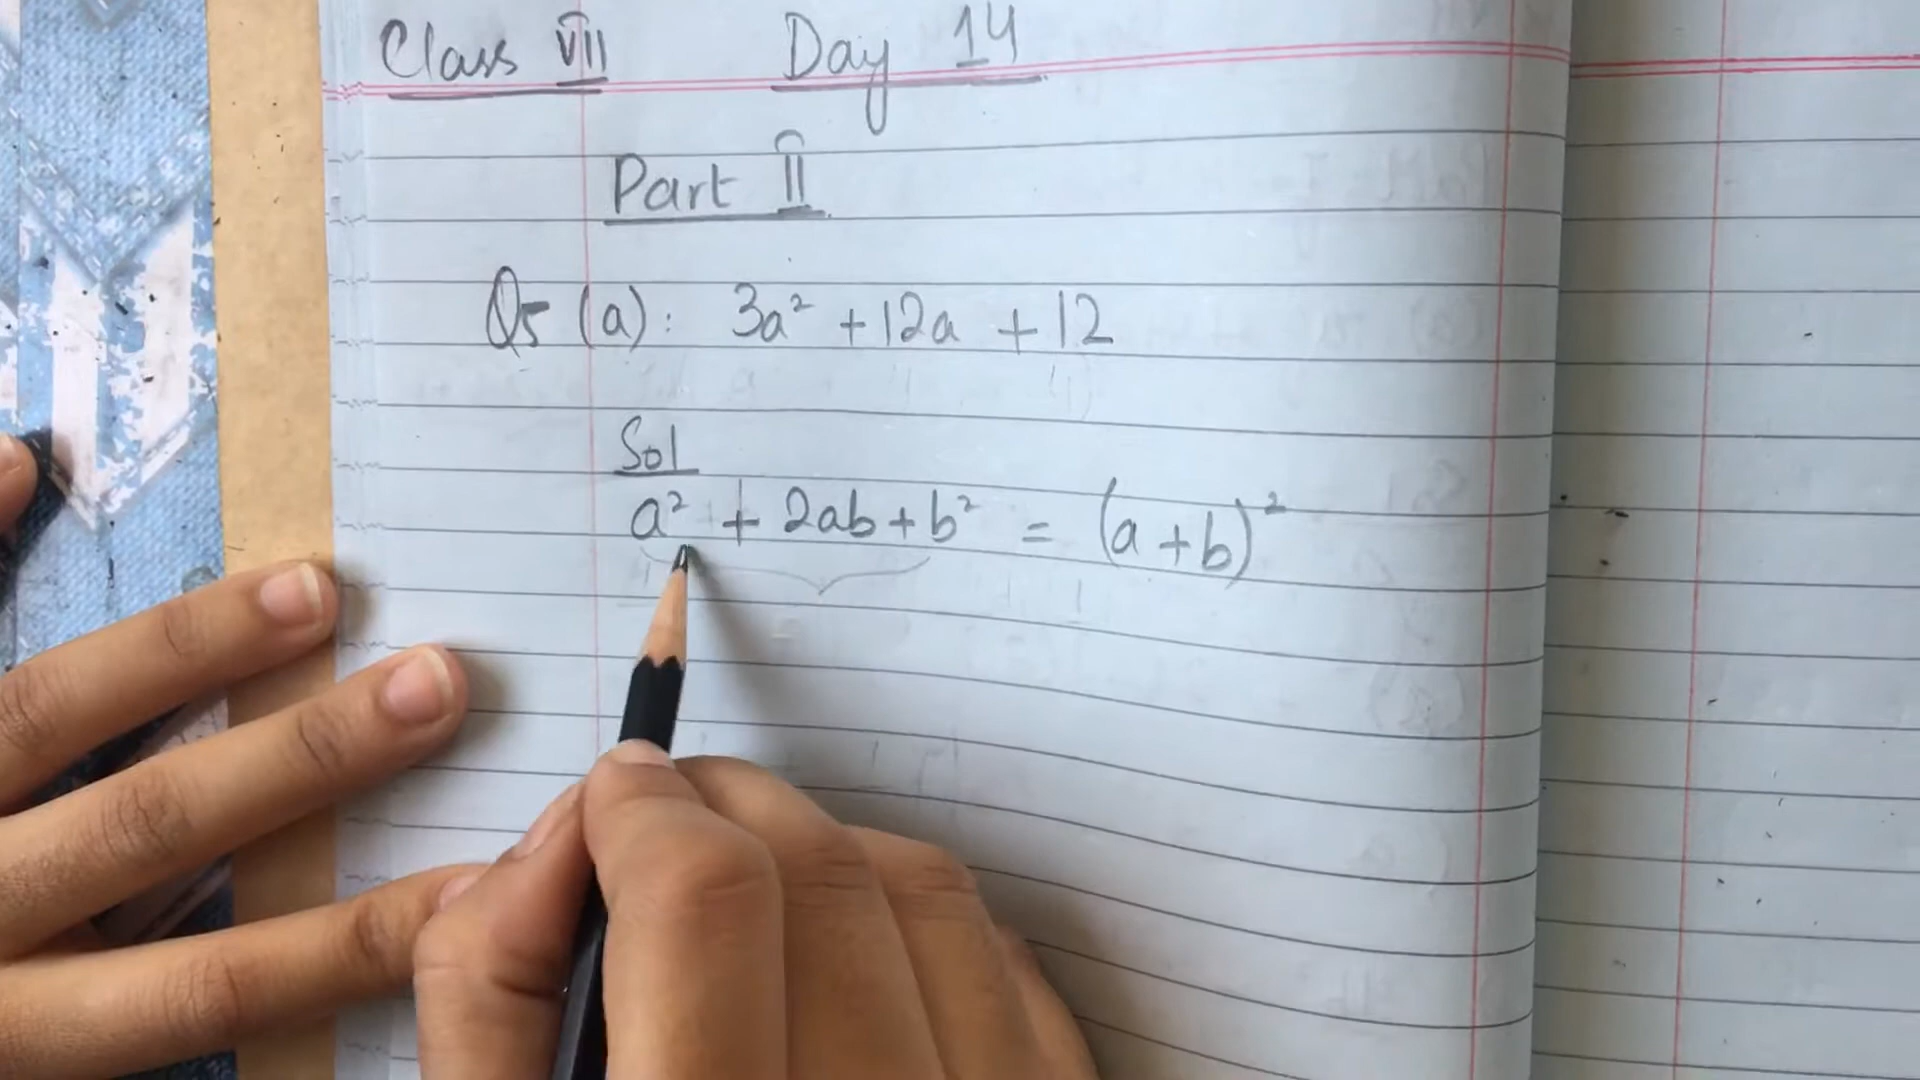 Class VII Day 14
Part II
Q5 (a): 3a² + 12a + 12
Sol
a² + 2ab + b² = (a + b)²